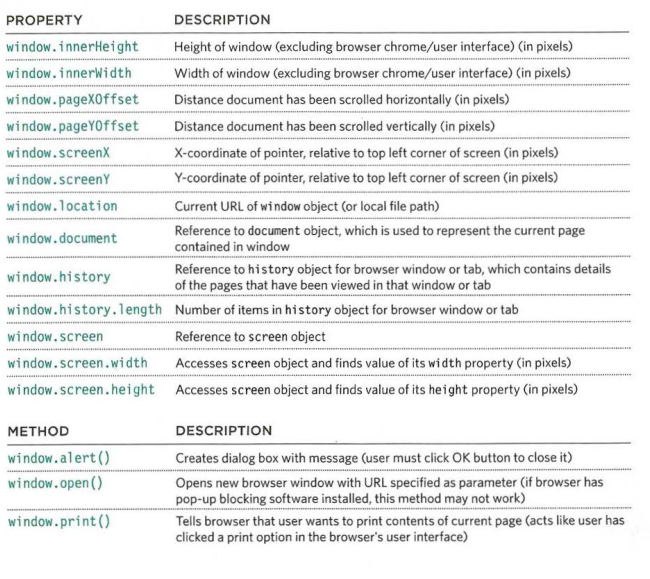 PROPERTY DESCRIPTION
window.innerHeight Height of window (excluding browser chrome/user interface) (in pixels)
window.innerWidth Width of window (excluding browser chrome/user interface) (in pixels)
window.pageXOffset Distance document has been scrolled horizontally (in pixels)
window.pageYOffset Distance document has been scrolled vertically (in pixels)
window.screenX X-coordinate of pointer, relative to top left corner of screen (in pixels)
window.screenY Y-coordinate of pointer, relative to top left corner of screen (in pixels)
window.location Current URL of window object (or local file path)
window.document Reference to document object, which is used to represent the current page
contained in window
window.history Reference to history object for browser window or tab, which contains details
of the pages that have been viewed in that window or tab
window.history.length Number of items in history object for browser window or tab
window.screen Reference to screen object
window.screen.width Accesses screen object and finds value of its width property (in pixels)
window.screen.height Accesses screen object and finds value of its height property (in pixels)
METHOD DESCRIPTION
window.alert() Creates dialog box with message (user must click OK button to close it)
window.open() Opens new browser window with URL specified as parameter (if browser has
pop-up blocking software installed, this method may not work)
window.print() Tells browser that user wants to print contents of current page (acts like user has
clicked a print option in the browser's user interface)